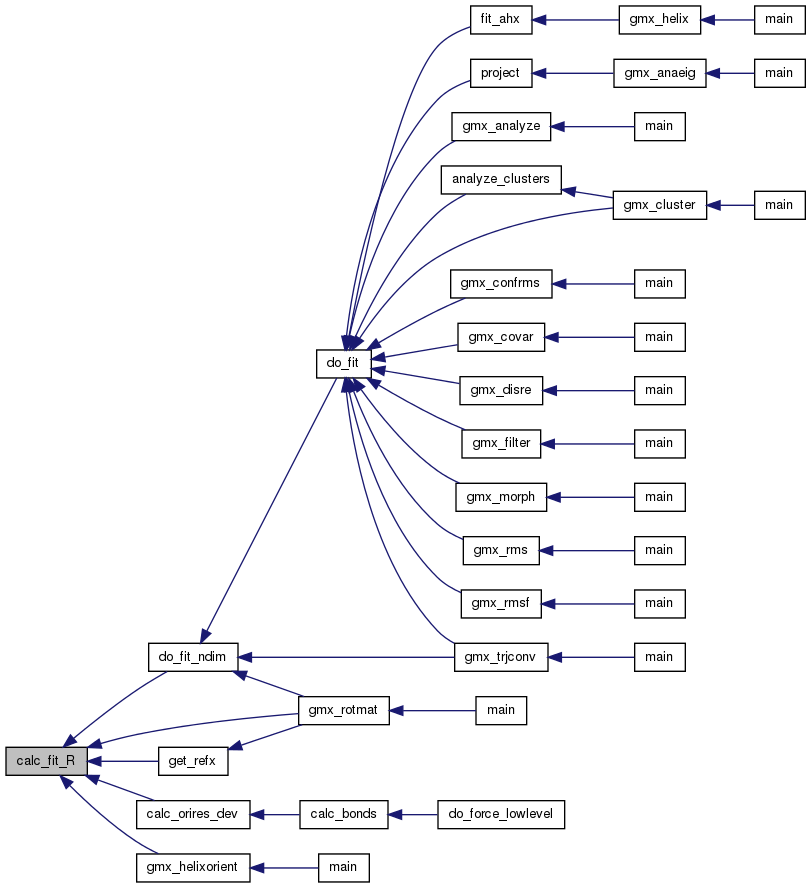 fit_ahx
gmx_helix
main
project
gmx_anaeig
main
gmx_analyze
main
analyze_clusters
gmx_cluster
main
gmx_confrms
main
gmx_covar
main
do_fit
gmx_disre
main
gmx_filter
main
gmx_morph
main
gmx_rms
main
gmx_rmsf
main
do_fit_ndim
gmx_trjconv
main
gmx_rotmat
main
calc_fit_R
get_refx
calc_orires_dev
calc_bonds
do_force_lowlevel
gmx_helixorient
main